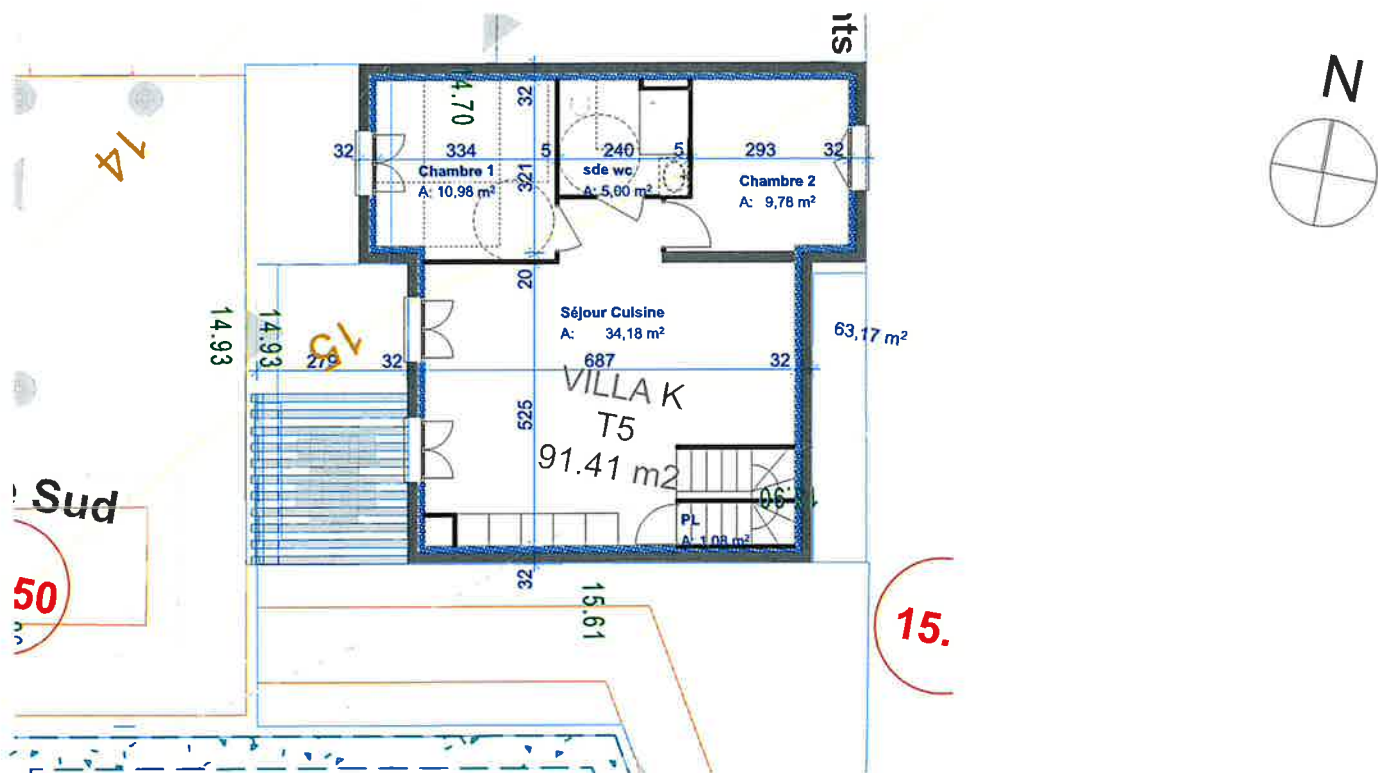 nts
N
14
14.70
32
32
334
5
240
5
293
32
321
Chambre 1
A: 10,98 m²
sde wc
A: 5,00 m²
Chambre 2
A: 9,78 m²
20
Séjour Cuisine
A: 34,18 m²
63,17 m²
14.93
14.93
15
279
32
687
32
VILLA K
T5
91.41 m2
525
Sud
PL
A: 1,08 m²
32
15.61
50
15.